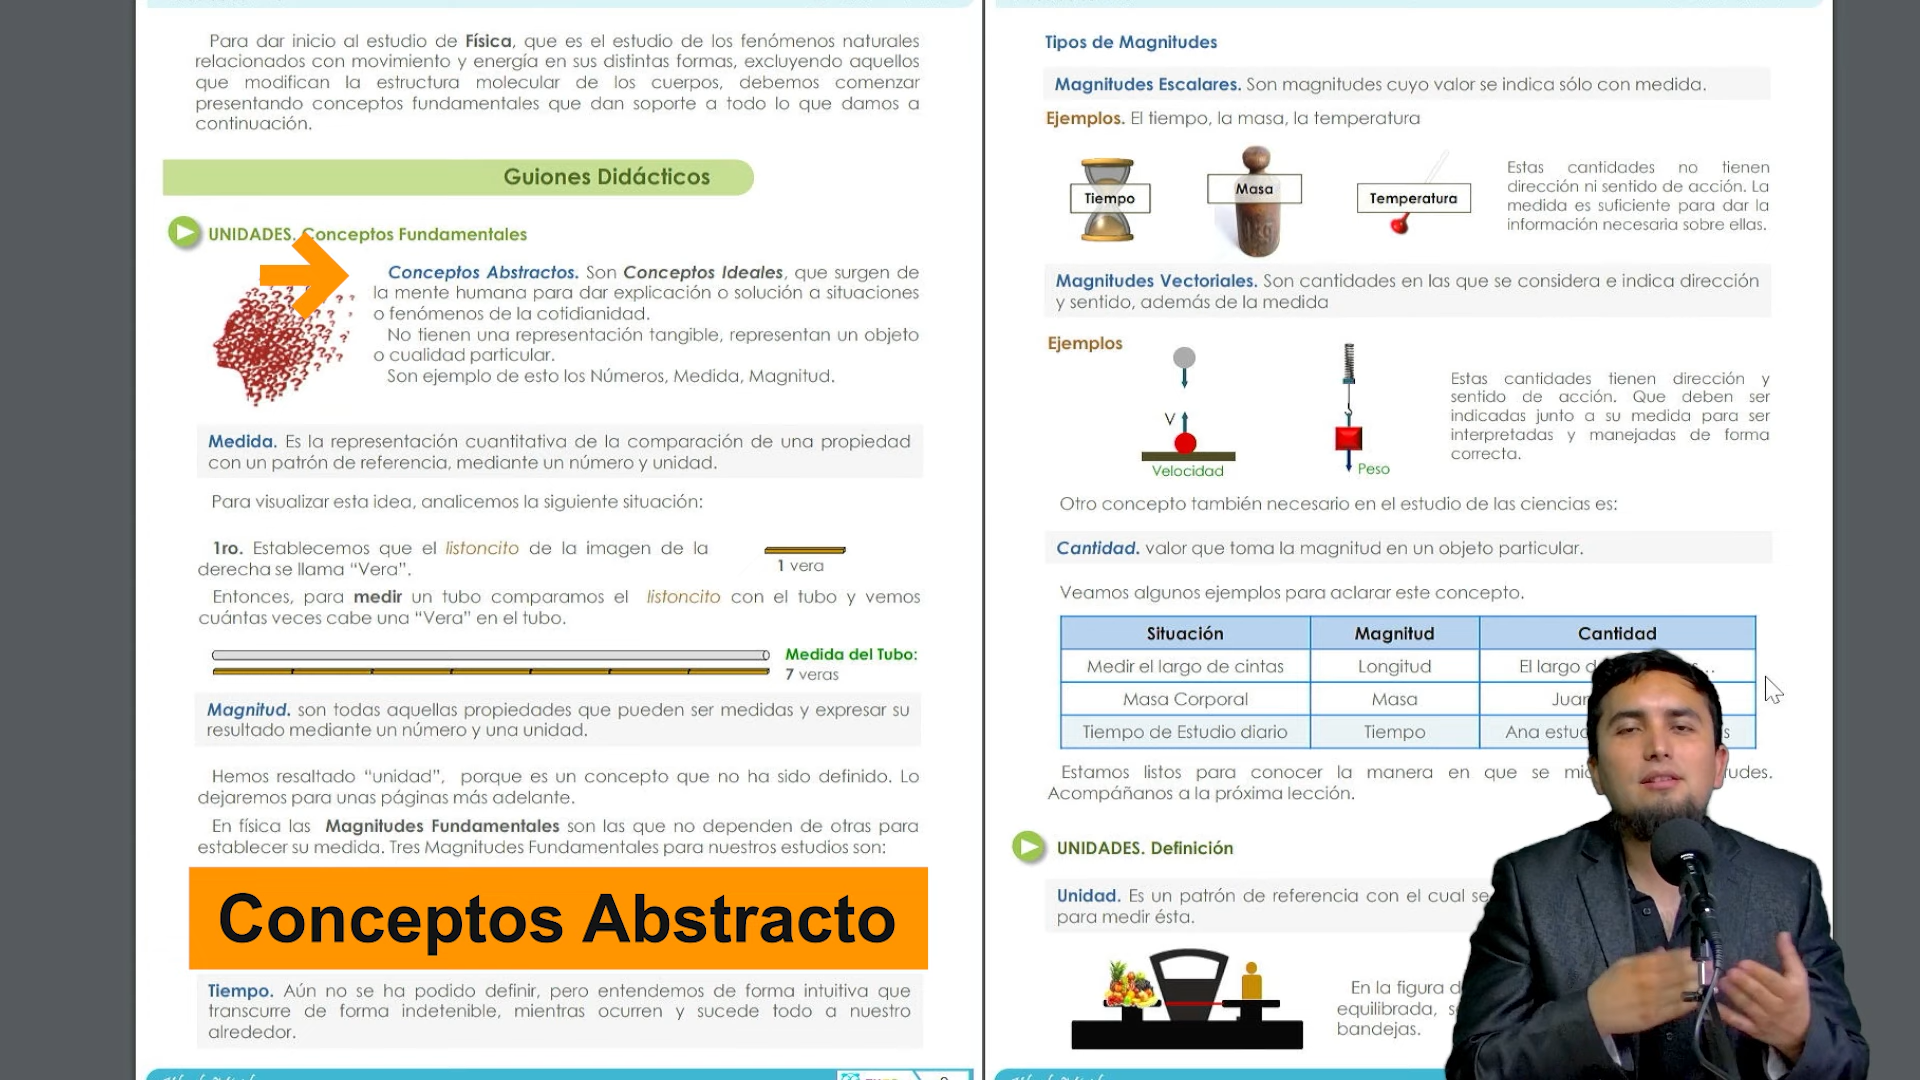 Para dar inicio al estudio de Física, que es el estudio de los fenómenos naturales
relacionados con movimiento y energía en sus distintas formas, excluyendo aquellos
que modifican la estructura molecular de los cuerpos, debemos comenzar
presentando conceptos fundamentales que dan soporte a todo lo que damos a
continuación.
Guiones Didácticos
UNIDADES. Conceptos Fundamentales
Conceptos Abstractos. Son Conceptos Ideales, que surgen de
la mente humana para dar explicación o solución a situaciones
o fenómenos de la cotidianidad.
No tienen una representación tangible, representan un objeto
o cualidad particular.
Son ejemplo de esto los Números, Medida, Magnitud.
Medida. Es la representación cuantitativa de la comparación de una propiedad
con un patrón de referencia, mediante un número y unidad.
Para visualizar esta idea, analicemos la siguiente situación:
1ro. Establecemos que el listoncito de la imagen de la
derecha se llama “Vera”.
1 vera
Entonces, para medir un tubo comparamos el listoncito con el tubo y vemos
cuántas veces cabe una “Vera” en el tubo.
Medida del Tubo:
7 veras
Magnitud. son todas aquellas propiedades que pueden ser medidas y expresar su
resultado mediante un número y una unidad.
Hemos resaltado “unidad”, porque es un concepto que no ha sido definido. Lo
dejaremos para unas páginas más adelante.
En física las Magnitudes Fundamentales son las que no dependen de otras para
establecer su medida. Tres Magnitudes Fundamentales para nuestros estudios son:
Conceptos Abstracto
Tiempo. Aún no se ha podido definir, pero entendemos de forma intuitiva que
transcurre de forma indetenible, mientras ocurren y sucede todo a nuestro
alrededor.
Tipos de Magnitudes
Magnitudes Escalares. Son magnitudes cuyo valor se indica sólo con medida.
Ejemplos. El tiempo, la masa, la temperatura
Tiempo
Masa
Temperatura
Estas cantidades no tienen
dirección ni sentido de acción. La
medida es suficiente para dar la
información necesaria sobre ellas.
Magnitudes Vectoriales. Son cantidades en las que se considera e indica dirección
y sentido, además de la medida
Ejemplos
V
Velocidad
Peso
Estas cantidades tienen dirección y
sentido de acción. Que deben ser
indicadas junto a su medida para ser
interpretadas y manejadas de forma
correcta.
Otro concepto también necesario en el estudio de las ciencias es:
Cantidad. valor que toma la magnitud en un objeto particular.
Veamos algunos ejemplos para aclarar este concepto.
Situación Magnitud Cantidad
Medir el largo de cintas Longitud El largo
Masa Corporal Masa
Tiempo de Estudio diario Tiempo Ana
Estamos listos para conocer la manera en que se
Acompáñanos a la próxima lección.
UNIDADES. Definición
Unidad. Es un patrón de referencia con el cual se
para medir ésta.
En la figura
equilibrada,
bandejas.